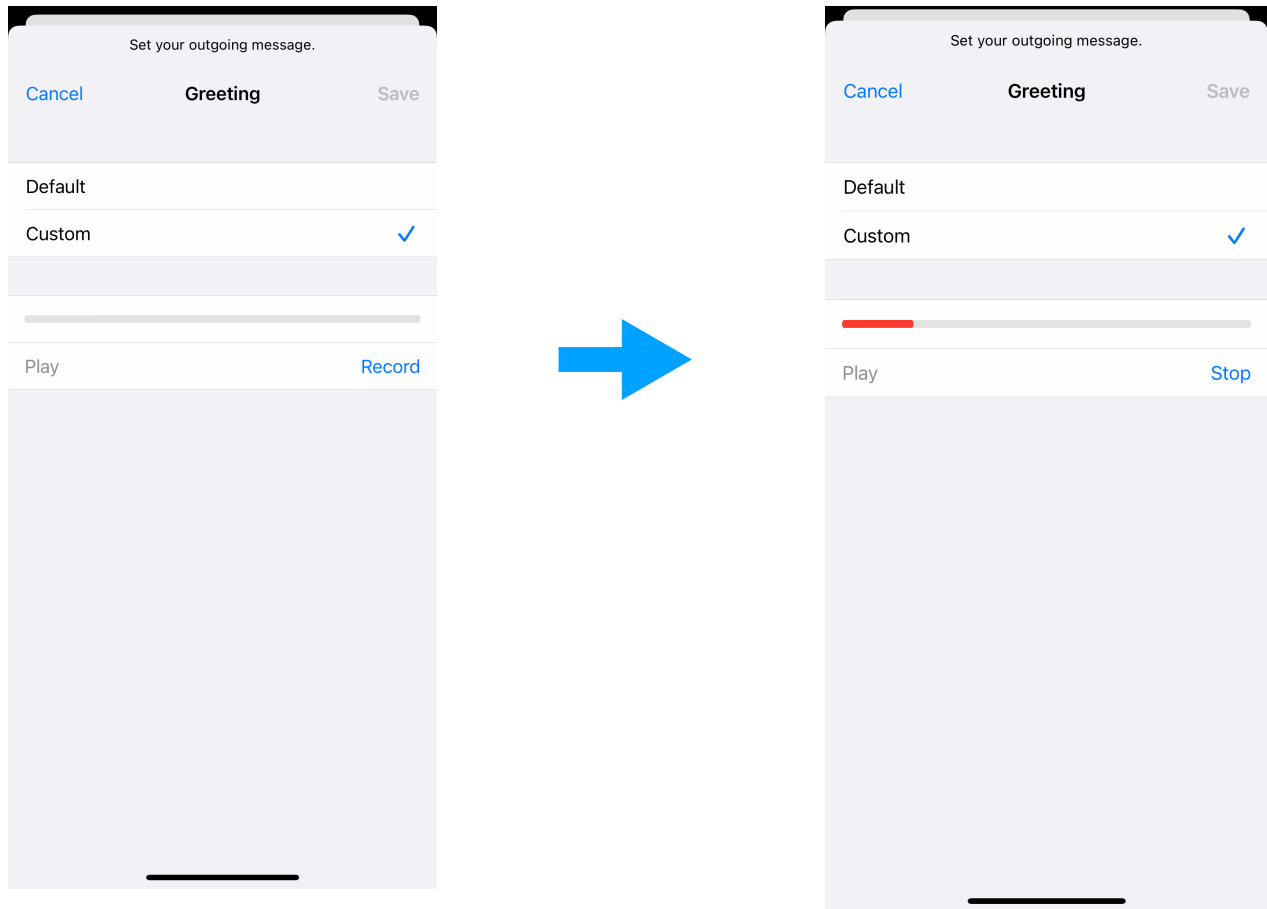 Set your outgoing message.
Cancel Greeting Save
Default
Custom
Play Record
Set your outgoing message.
Cancel Greeting Save
Default
Custom
Play Stop